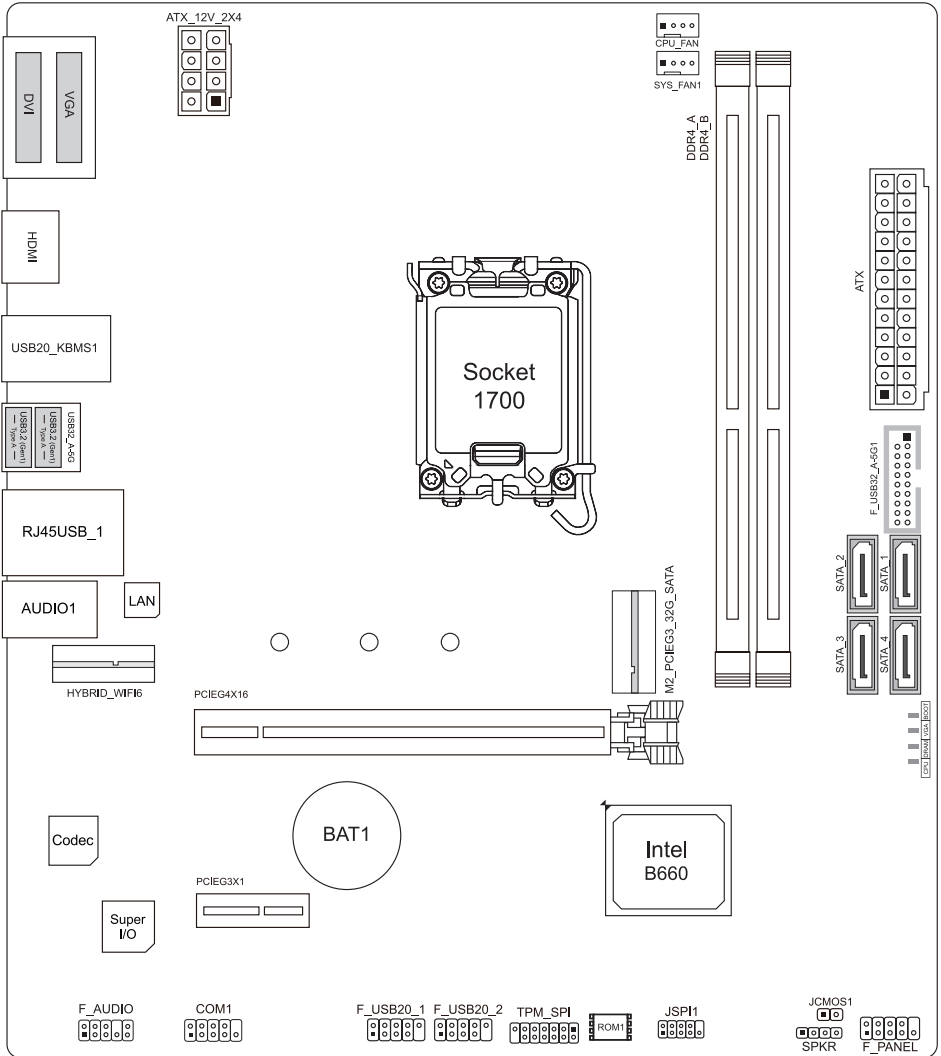 ATX_12V_2X4
CPU_FAN
SYS_FAN1
DVI
VGA
DDR4_A
DDR4_B
HDMI
ATX
USB20_KBMS1
Socket
1700
USB3.2 (Gen1)
Type A
USB3.2 (Gen1)
Type A
USB32_A-5G
F_USB32_A-5G1
RJ45USB_1
SATA_2
SATA_1
AUDIO1
LAN
M2_PCIEG3_32G_SATA
SATA_3
SATA_4
HYBRID_WIFI6
PCIEG4X16
CPU DRAM VGA BOOT
BAT1
Codec
Intel
B660
PCIEG3X1
Super
I/O
F_AUDIO
COM1
F_USB20_1
F_USB20_2
TPM_SPI
ROM1
JSPI1
JCMOS1
SPKR
F_PANEL